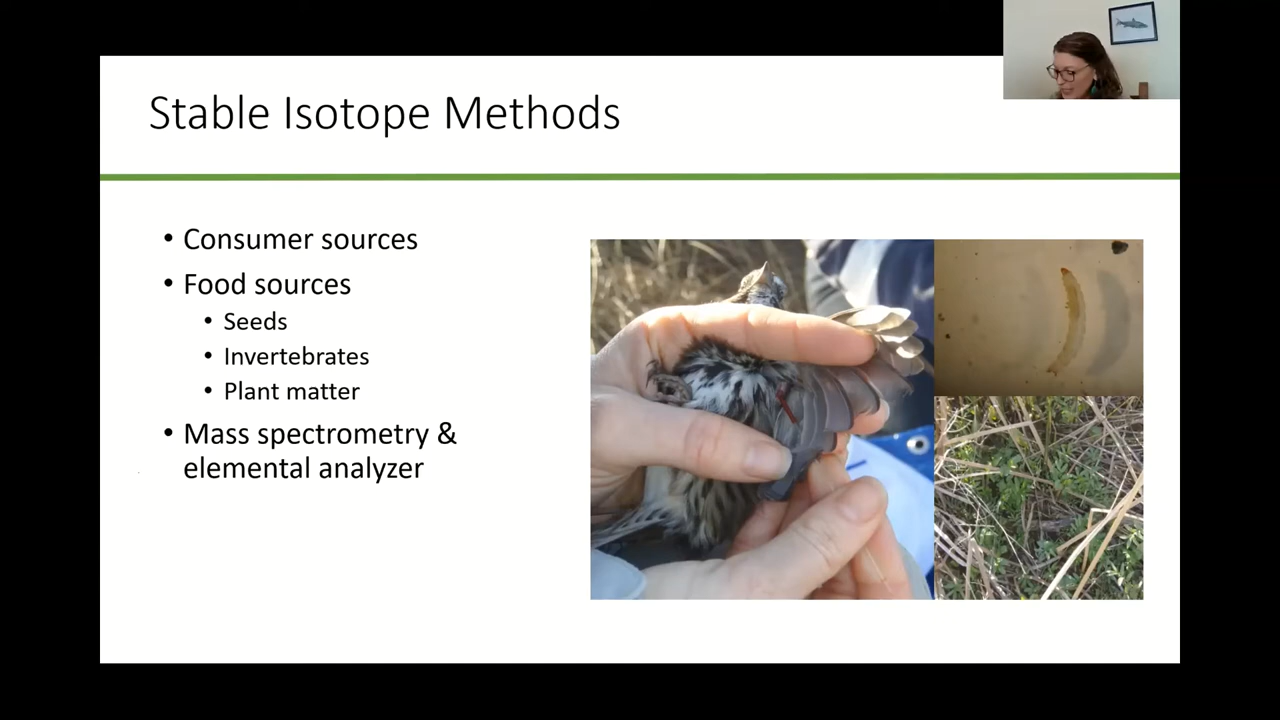 Stable Isotope Methods
• Consumer sources
• Food sources
• Seeds
• Invertebrates
• Plant matter
• Mass spectrometry &
elemental analyzer